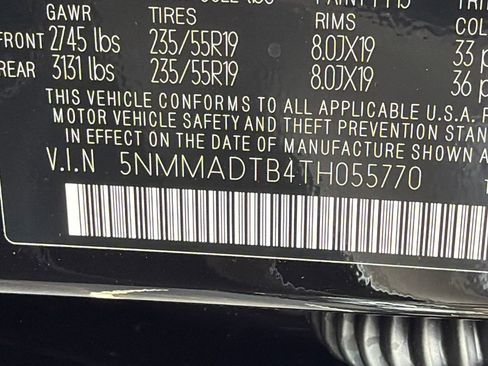 GAWR TIRES RIMS COL
FRONT 2745 lbs 235/55R19 8.0JX19 33 p
REAR 3131 lbs 235/55R19 8.0JX19 36 p
THIS VEHICLE CONFORMS TO ALL APPLICABLE U.S.A. F
MOTOR VEHICLE SAFETY AND THEFT PREVENTION STAN
IN EFFECT ON THE DATE OF MANUFACTURE SHOWN AB
V.I.N 5NMMADTB4TH055770